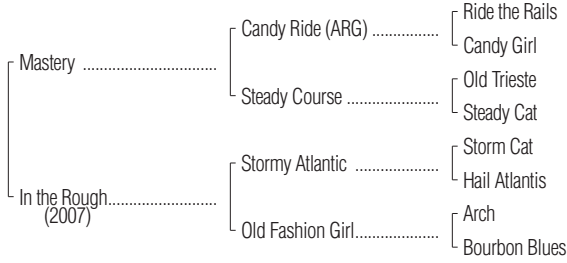 Ride the Rails
Candy Ride (ARG) ................
Candy Girl
Mastery ................................
Old Trieste
Steady Course ......................
Steady Cat
Storm Cat
Stormy Atlantic ....................
Hail Atlantis
In the Rough..........................
(2007)
Arch
Old Fashion Girl....................
Bourbon Blues